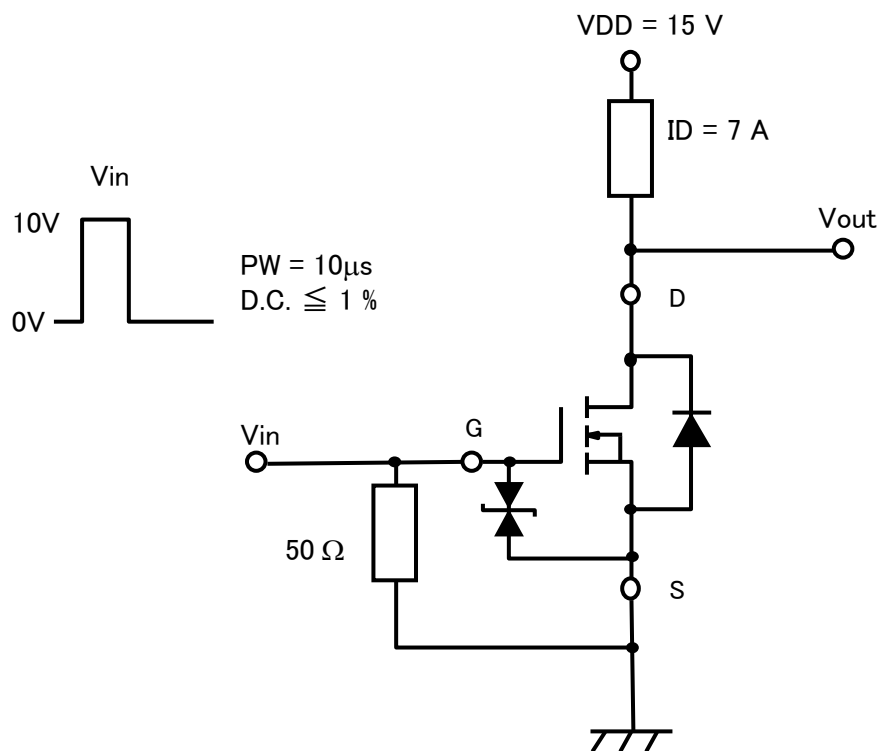 VDD = 15 V
ID = 7 A
Vin
10V
Vout
PW = 10μs
D.C. ≦ 1 %
0V
D
Vin
G
50 Ω
S